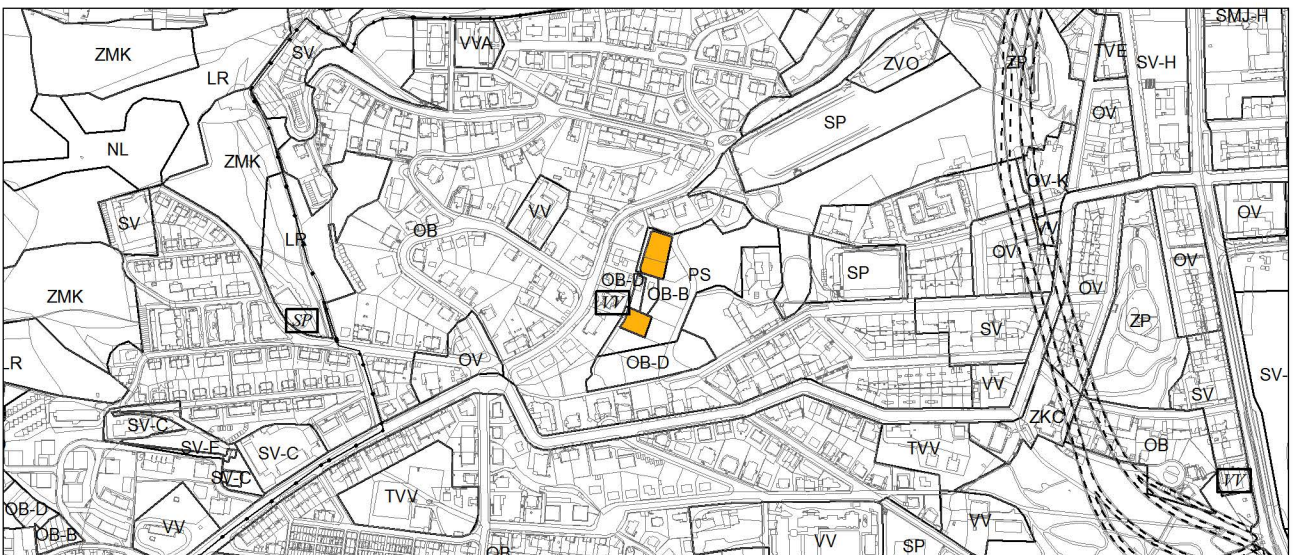 SMJ-H
VVA
SV
ZMK
LR
ZVO
ZP
TVE
SV-H
OV
SP
NL
ZMK
OV-K
SV
VV
OV
OB
LR
OV
OV
SP
PS
OB-D
OB-B
VV
ZMK
OV
SP
ZP
SV
OB-D
OV
LR
VV
SV-
SV
SV-C
ZKC
SV-E
SV-C
TVV
OB
SV-C
VV
TVV
OB-D
VV
OB-B
VV
SP
OB